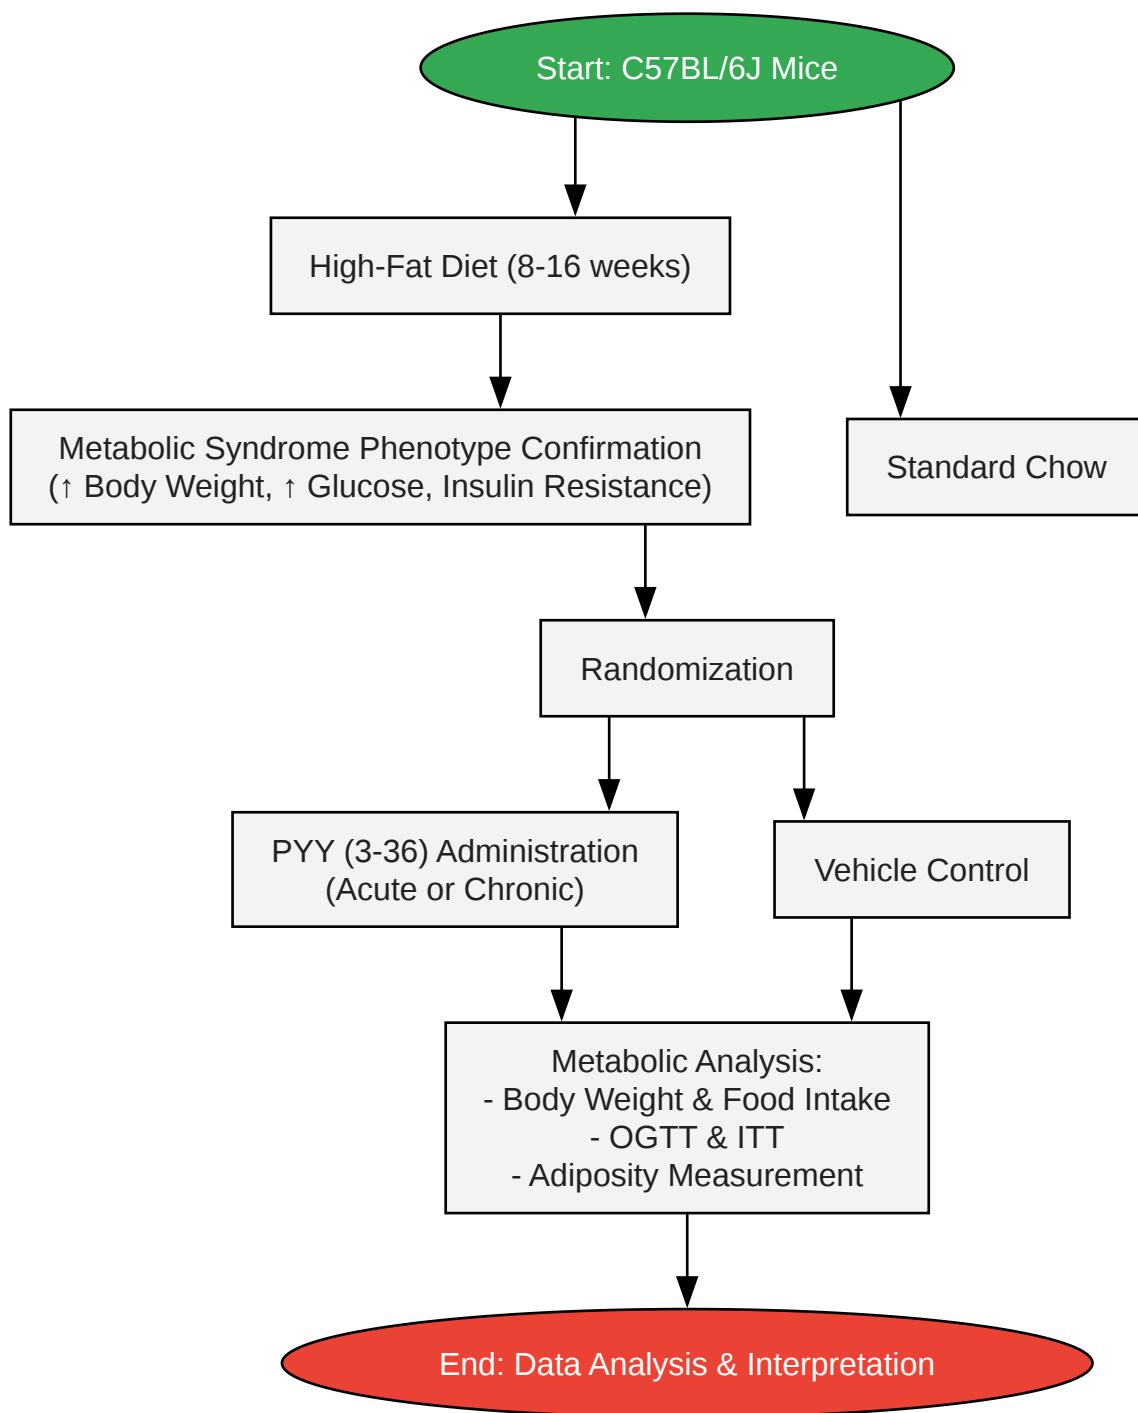 Start: C57BL/6J Mice
High-Fat Diet (8-16 weeks)
Metabolic Syndrome Phenotype Confirmation
(↑ Body Weight, ↑ Glucose, Insulin Resistance)
Standard Chow
Randomization
PYY (3-36) Administration
(Acute or Chronic)
Vehicle Control
Metabolic Analysis:
- Body Weight & Food Intake
- OGTT & ITT
- Adiposity Measurement
End: Data Analysis & Interpretation